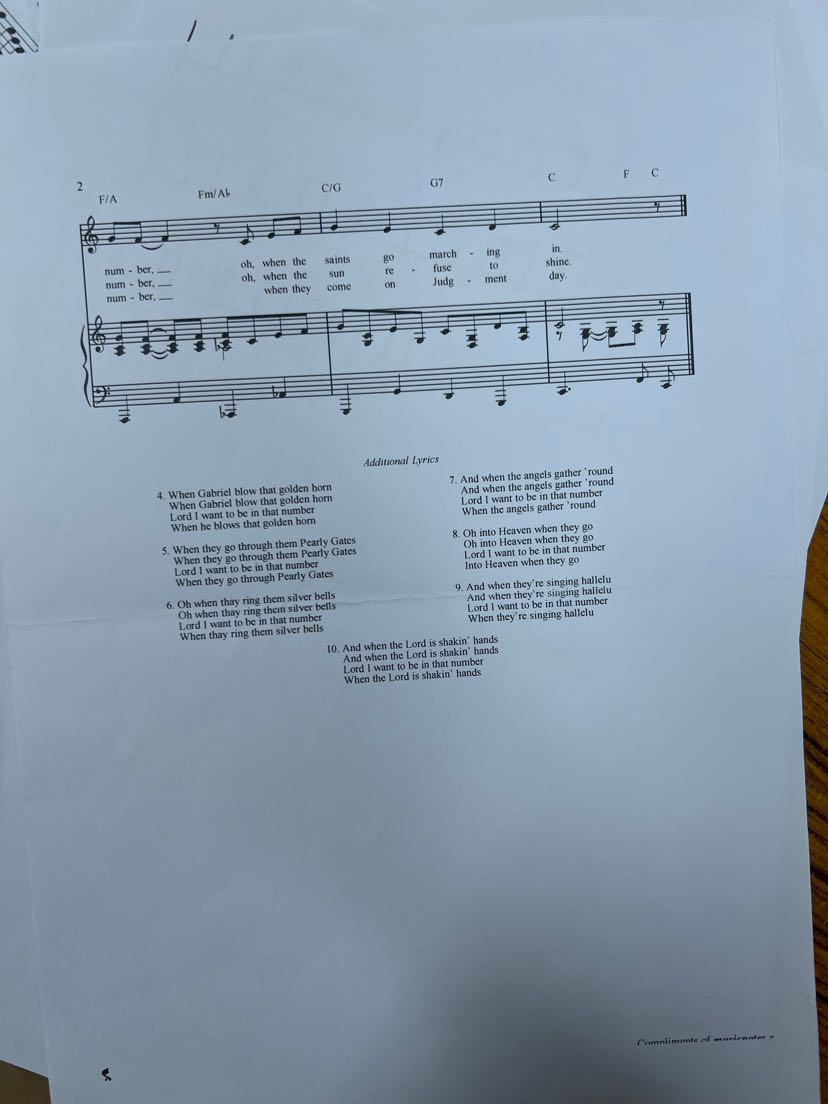 2
F/A Fm/A♭ C/G G7 C F C
num - ber, oh, when the saints go march - ing in.
num - ber, oh, when the sun re - fuse to shine.
num - ber, when they come on Judg - ment day.
Additional Lyrics
4. When Gabriel blow that golden horn
When Gabriel blow that golden horn
Lord I want to be in that number
When he blows that golden horn
5. When they go through them Pearly Gates
When they go through them Pearly Gates
Lord I want to be in that number
When they go through Pearly Gates
6. Oh when thay ring them silver bells
Oh when thay ring them silver bells
Lord I want to be in that number
When thay ring them silver bells
7. And when the angels gather ’round
And when the angels gather ’round
Lord I want to be in that number
When the angels gather ’round
8. Oh into Heaven when they go
Oh into Heaven when they go
Lord I want to be in that number
Into Heaven when they go
9. And when they’re singing hallelu
And when they’re singing hallelu
Lord I want to be in that number
When they’re singing hallelu
10. And when the Lord is shakin’ hands
And when the Lord is shakin’ hands
Lord I want to be in that number
When the Lord is shakin’ hands
Compliments of